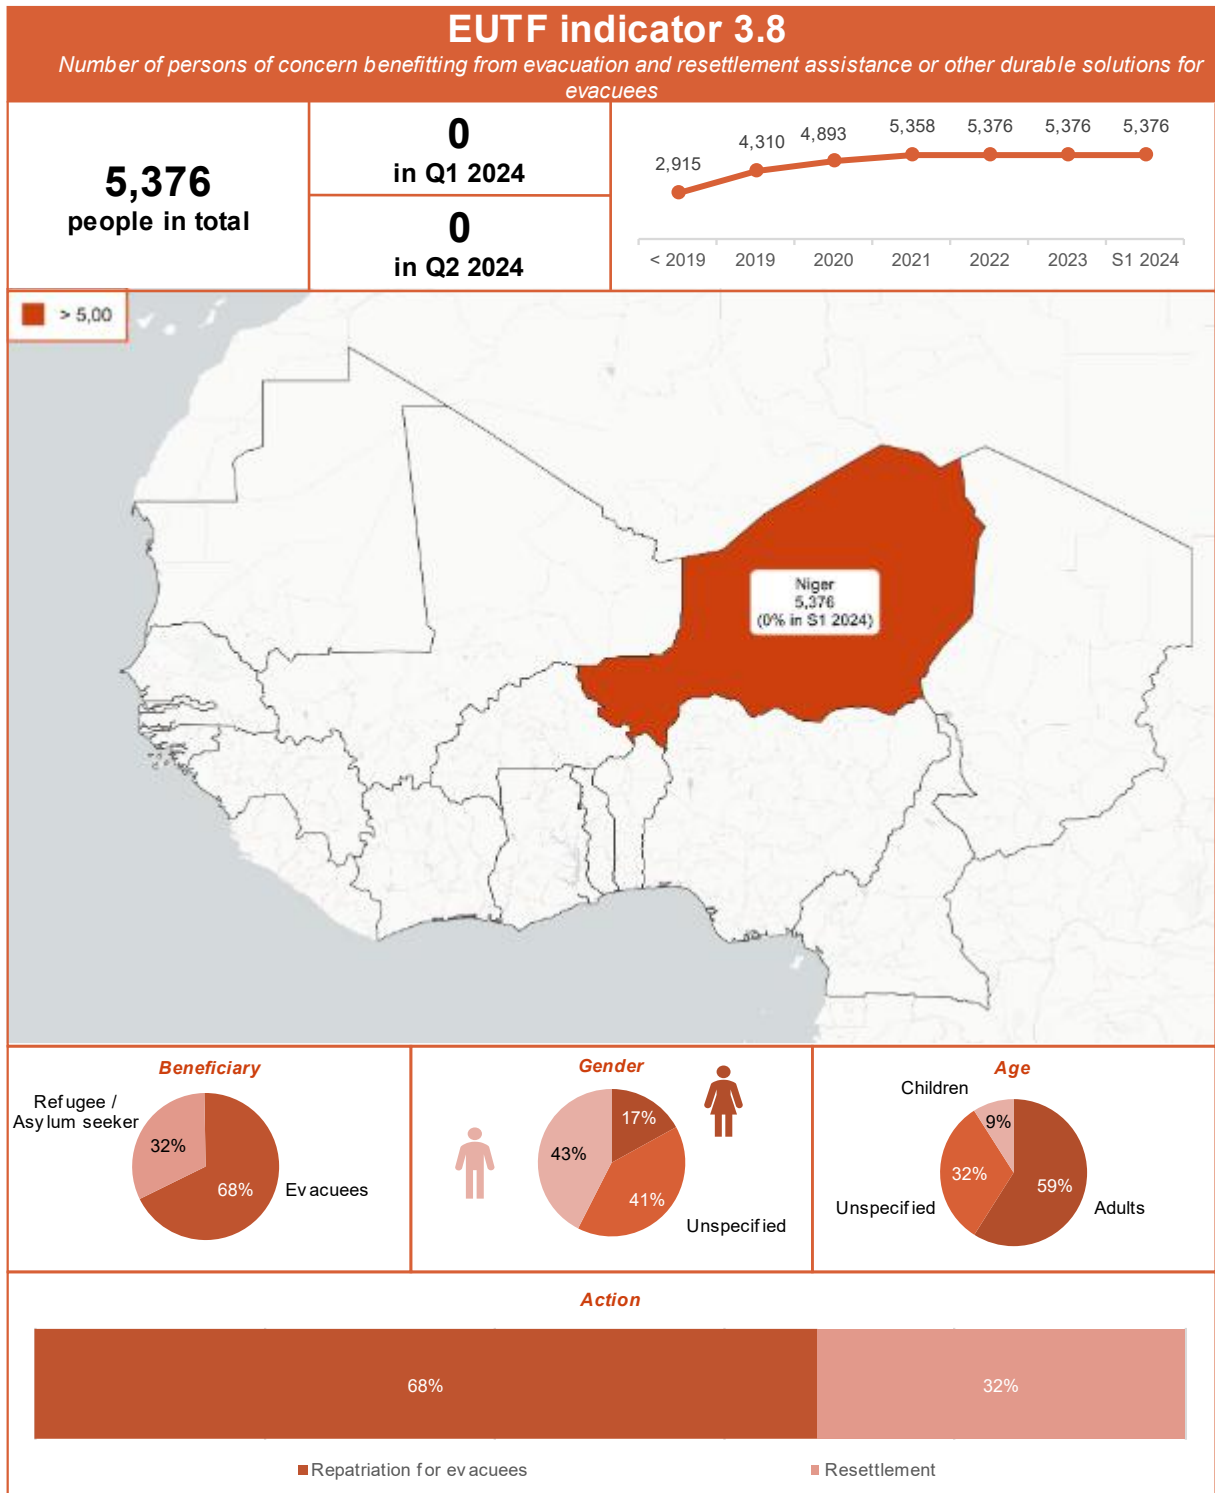 EUTF indicator 3.8
Number of persons of concern benefitting from evacuation and resettlement assistance or other durable solutions for
evacuees
5,376
people in total
0
in Q1 2024
0
in Q2 2024
2,915
4,310
4,893
5,358
5,376
5,376
5,376
< 2019
2019
2020
2021
2022
2023
S1 2024
> 5,00
Niger
5,376
(0% in S1 2024)
Beneficiary
Refugee /
Asylum seeker
32%
68%
Evacuees
Gender
17%
43%
41%
Unspecified
Age
Children
9%
32%
59%
Unspecified
Adults
Action
68%
32%
Repatriation for evacuees
Resettlement